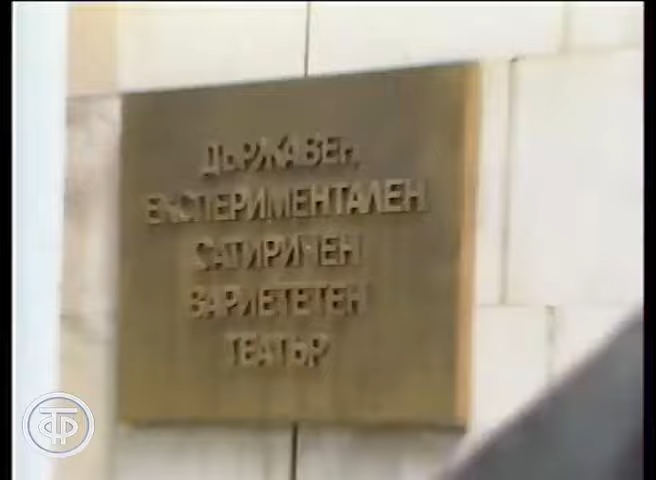 ДЪРЖАВЕН
ЕКСПЕРИМЕНТАЛЕН
САТИРИЧЕН
ВАРИЕТЕТЕН
ТЕАТЪР